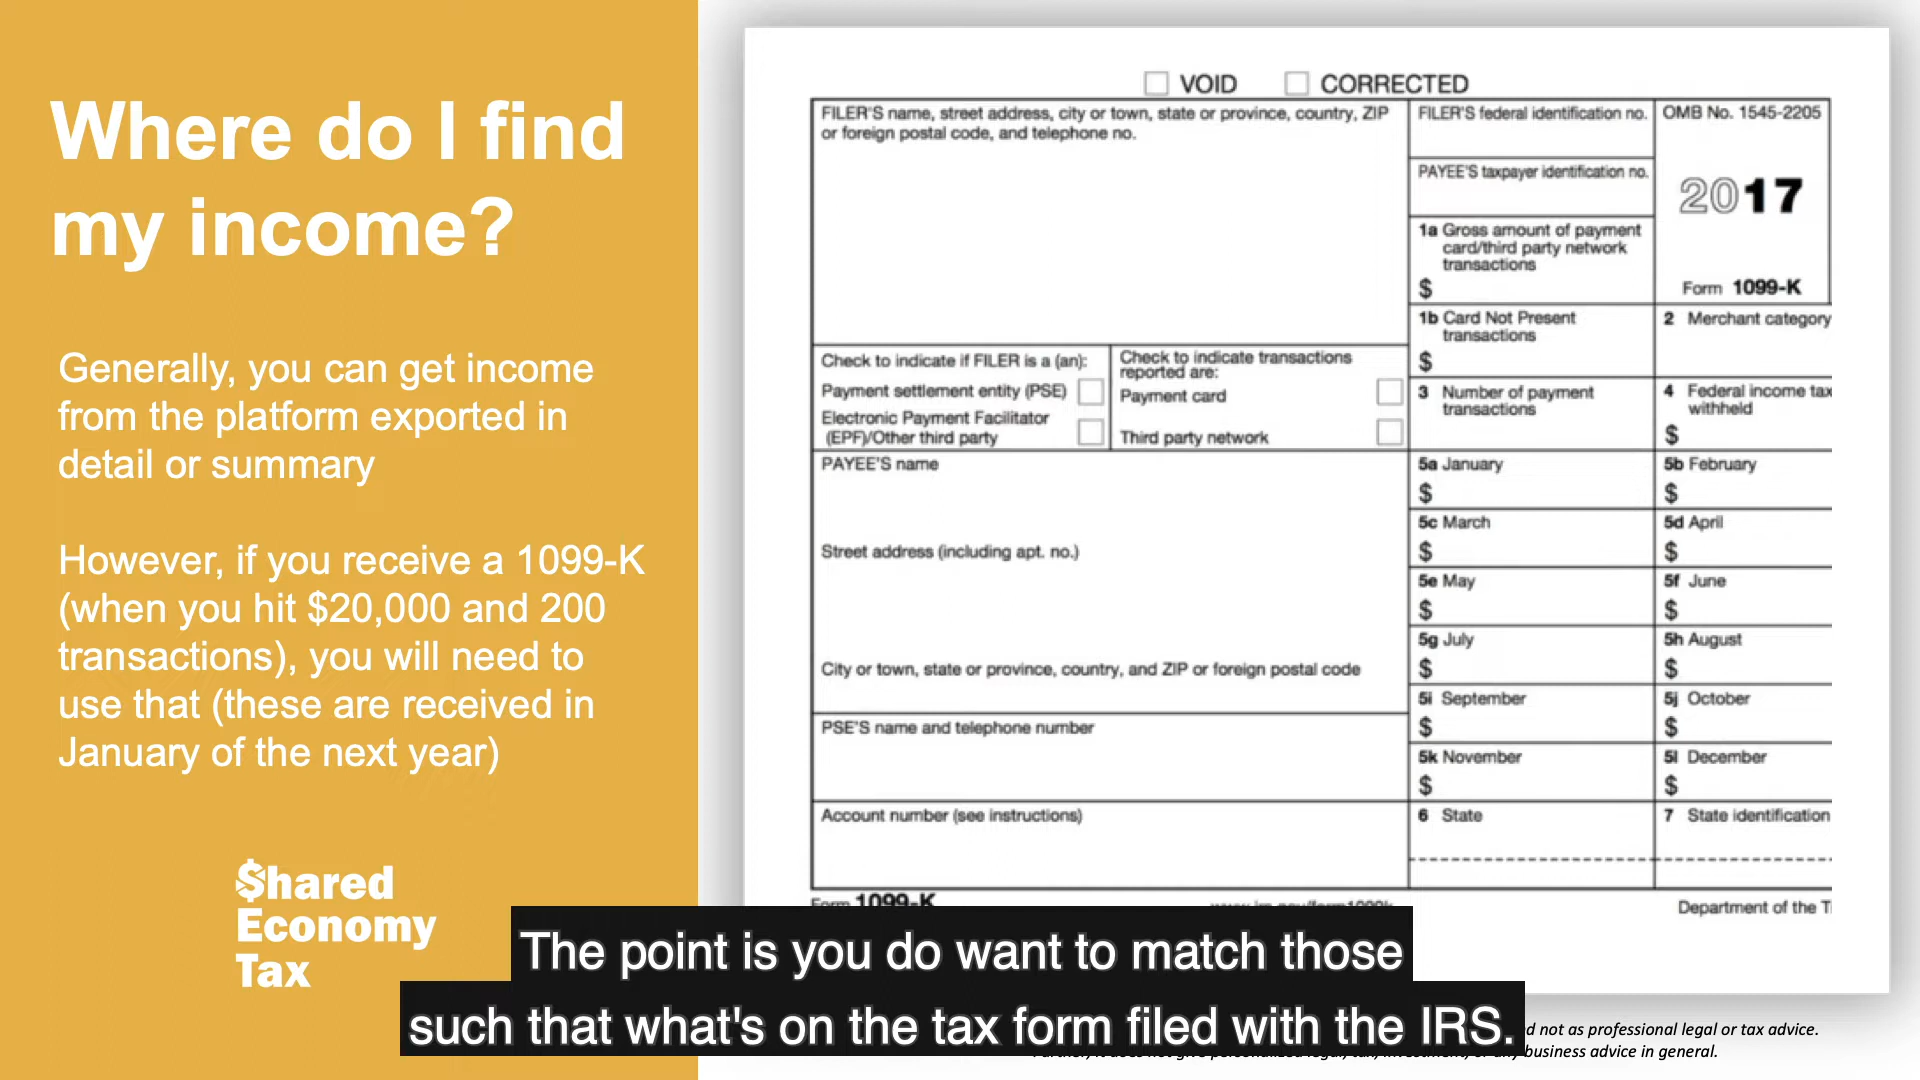 Where do I find
my income?
Generally, you can get income
from the platform exported in
detail or summary
However, if you receive a 1099-K
(when you hit $20,000 and 200
transactions), you will need to
use that (these are received in
January of the next year)
$hared
Economy
Tax
VOID
CORRECTED
FILER'S name, street address, city or town, state or province, country, ZIP
or foreign postal code, and telephone no.
FILER'S federal identification no.
OMB No. 1545-2205
PAYEE'S taxpayer identification no.
2017
1a Gross amount of payment
card/third party network
transactions
$
Form 1099-K
1b Card Not Present
transactions
$
2 Merchant category
Check to indicate if FILER is a (an):
Payment settlement entity (PSE)
Electronic Payment Facilitator
(EPF)/Other third party
Check to indicate transactions
reported are:
Payment card
Third party network
3 Number of payment
transactions
4 Federal income tax
withheld
$
PAYEE'S name
5a January
$
5b February
$
5c March
$
5d April
$
Street address (including apt. no.)
5e May
$
5f June
$
5g July
$
5h August
$
City or town, state or province, country, and ZIP or foreign postal code
5i September
$
5j October
$
PSE'S name and telephone number
5k November
$
5l December
$
Account number (see instructions)
6 State
7 State identification
Form 1099-K
Department of the T
The point is you do want to match those
such that what's on the tax form filed with the IRS.
d not as professional legal or tax advice.
business advice in general.